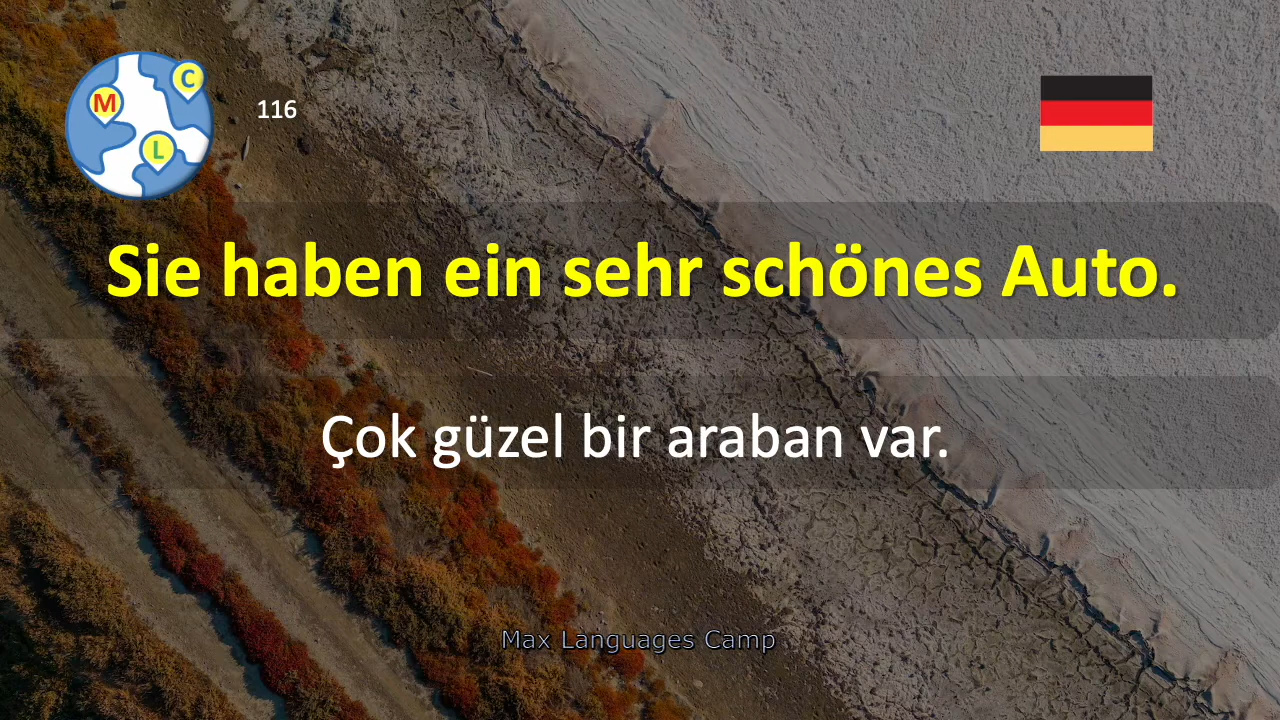 C
M
L
116
Sie haben ein sehr schönes Auto.
Çok güzel bir araban var.
Max Languages Camp